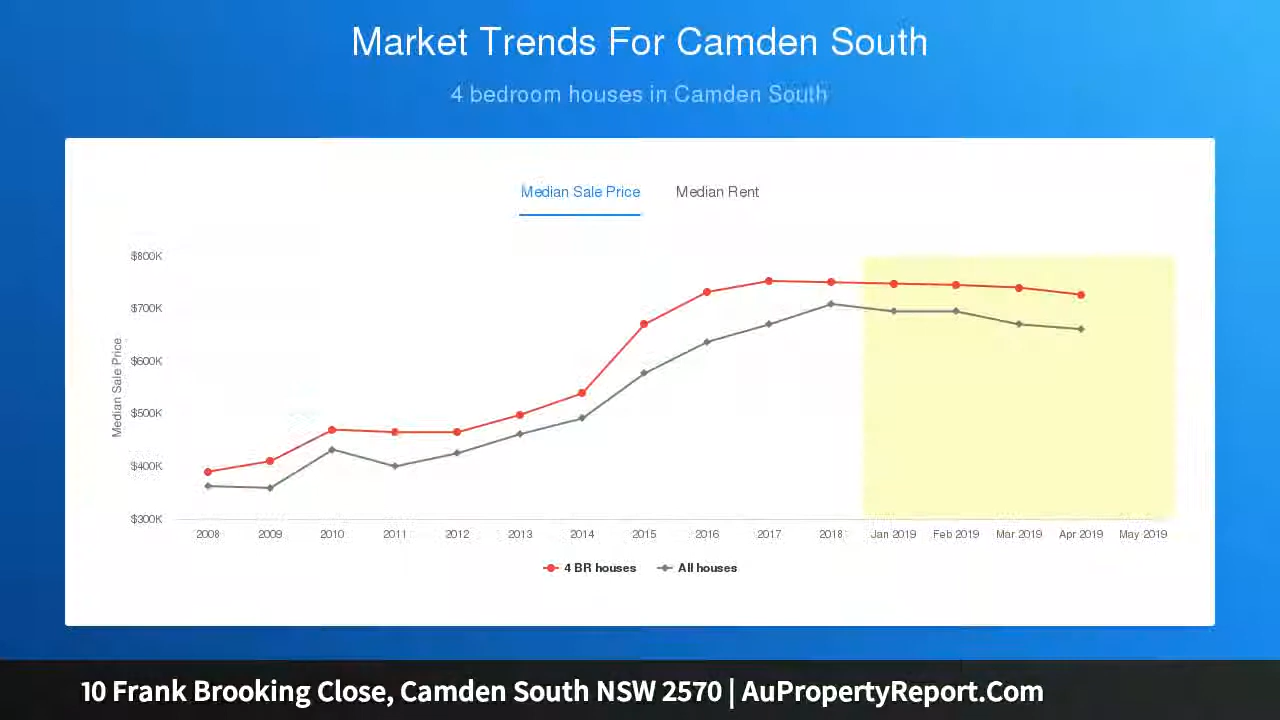 Market Trends For Camden South
4 bedroom houses in Camden South
Median Sale Price Median Rent
$800K
$700K
$600K
$500K
$400K
$300K
Median Sale Price
2008 2009 2010 2011 2012 2013 2014 2015 2016 2017 2018 Jan 2019 Feb 2019 Mar 2019 Apr 2019 May 2019
4 BR houses All houses
10 Frank Brooking Close, Camden South NSW 2570 | AuPropertyReport.Com